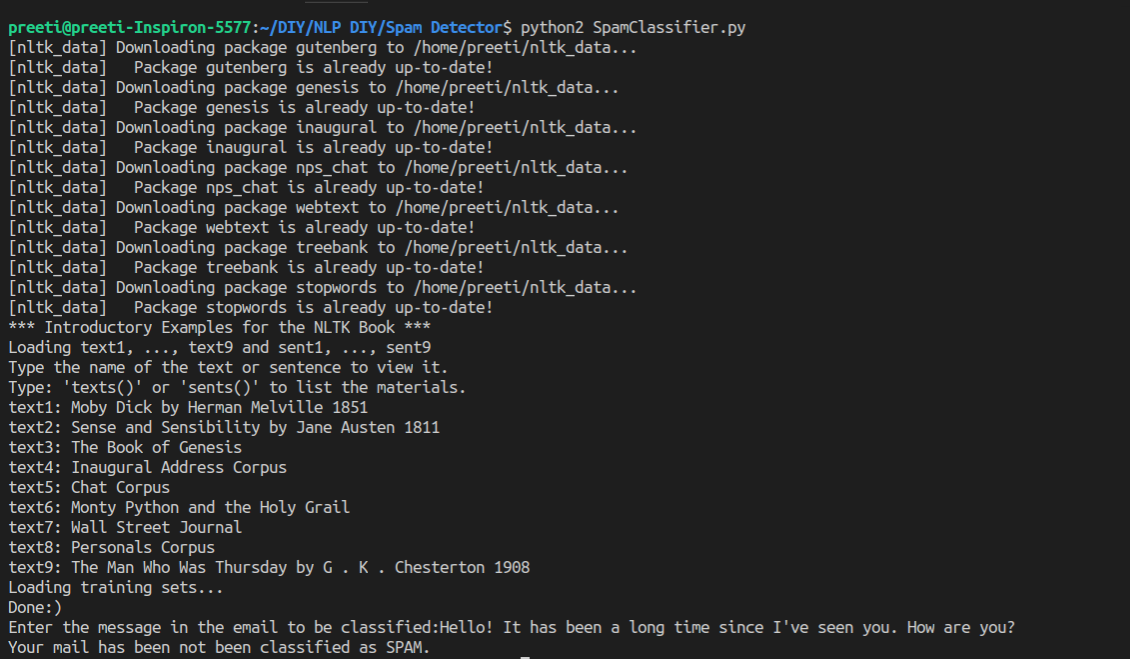 preeti@preeti-Inspiron-5577:~/DIY/NLP DIY/Spam Detector$ python2 SpamClassifier.py
[nltk_data] Downloading package gutenberg to /home/preeti/nltk_data...
[nltk_data]   Package gutenberg is already up-to-date!
[nltk_data] Downloading package genesis to /home/preeti/nltk_data...
[nltk_data]   Package genesis is already up-to-date!
[nltk_data] Downloading package inaugural to /home/preeti/nltk_data...
[nltk_data]   Package inaugural is already up-to-date!
[nltk_data] Downloading package nps_chat to /home/preeti/nltk_data...
[nltk_data]   Package nps_chat is already up-to-date!
[nltk_data] Downloading package webtext to /home/preeti/nltk_data...
[nltk_data]   Package webtext is already up-to-date!
[nltk_data] Downloading package treebank to /home/preeti/nltk_data...
[nltk_data]   Package treebank is already up-to-date!
[nltk_data] Downloading package stopwords to /home/preeti/nltk_data...
[nltk_data]   Package stopwords is already up-to-date!
*** Introductory Examples for the NLTK Book ***
Loading text1, ..., text9 and sent1, ..., sent9
Type the name of the text or sentence to view it.
Type: 'texts()' or 'sents()' to list the materials.
text1: Moby Dick by Herman Melville 1851
text2: Sense and Sensibility by Jane Austen 1811
text3: The Book of Genesis
text4: Inaugural Address Corpus
text5: Chat Corpus
text6: Monty Python and the Holy Grail
text7: Wall Street Journal
text8: Personals Corpus
text9: The Man Who Was Thursday by G . K . Chesterton 1908
Loading training sets...
Done:)
Enter the message in the email to be classified:Hello! It has been a long time since I've seen you. How are you?
Your mail has been not been classified as SPAM.